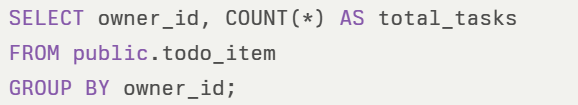 SELECT owner_id, COUNT(*) AS total_tasks
FROM public.todo_item
GROUP BY owner_id;